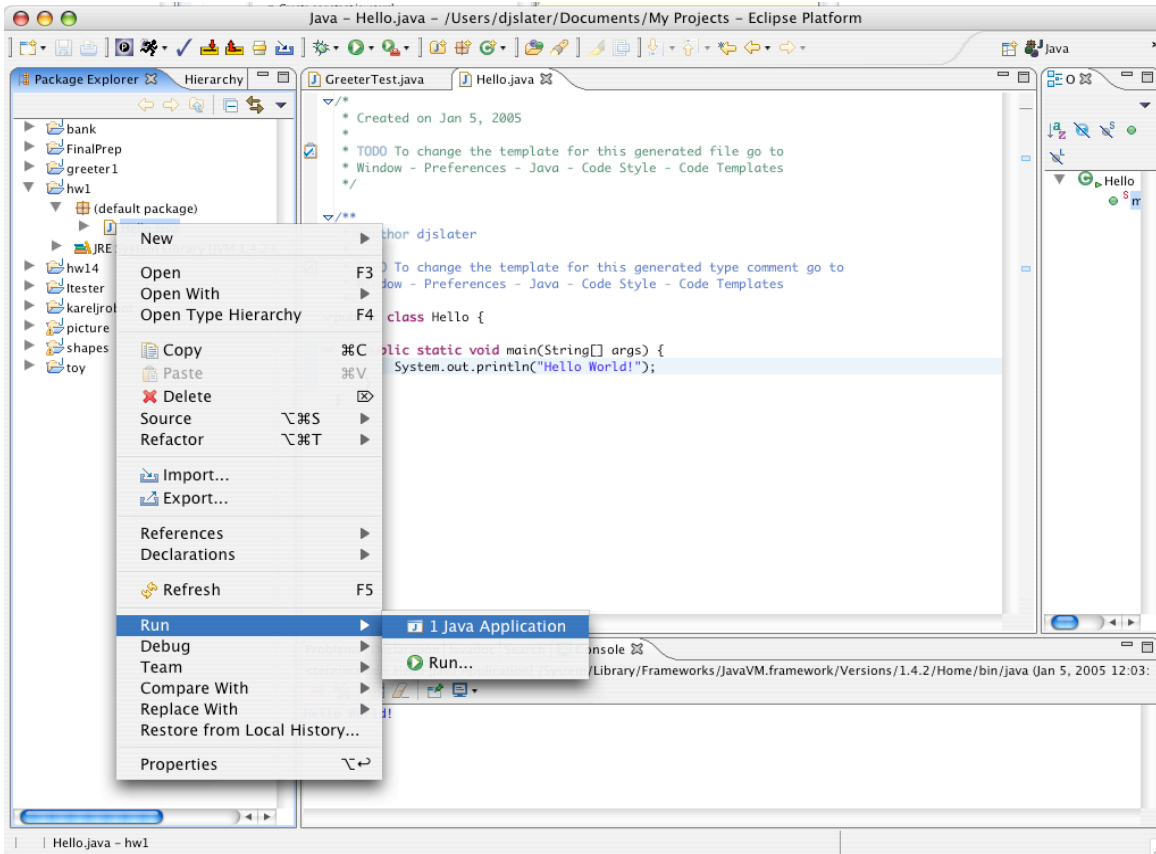 Java – Hello.java – /Users/djslater/Documents/My Projects – Eclipse Platform
Java
Package Explorer
Hierarchy
GreeterTest.java
Hello.java
O
bank
FinalPrep
greeter1
hw1
(default package)
JRE
hw14
ltester
kareljro
picture
shapes
toy
/*
* Created on Jan 5, 2005
*
* TODO To change the template for this generated file go to
* Window - Preferences - Java - Code Style - Code Templates
*/
/**
thor djslater
To change the template for this generated type comment go to
dow - Preferences - Java - Code Style - Code Templates
class Hello {
blic static void main(String[] args) {
System.out.println("Hello World!");
Hello
m
New
Open F3
Open With
Open Type Hierarchy F4
Copy ⌘C
Paste ⌘V
Delete ⌦
Source ⌥⌘S
Refactor ⌥⌘T
Import...
Export...
References
Declarations
Refresh F5
Run
Debug
Team
Compare With
Replace With
Restore from Local History...
Properties ⌥↩
1 Java Application
Run...
onsole
/Library/Frameworks/JavaVM.framework/Versions/1.4.2/Home/bin/java (Jan 5, 2005 12:03:
d!
Hello.java – hw1